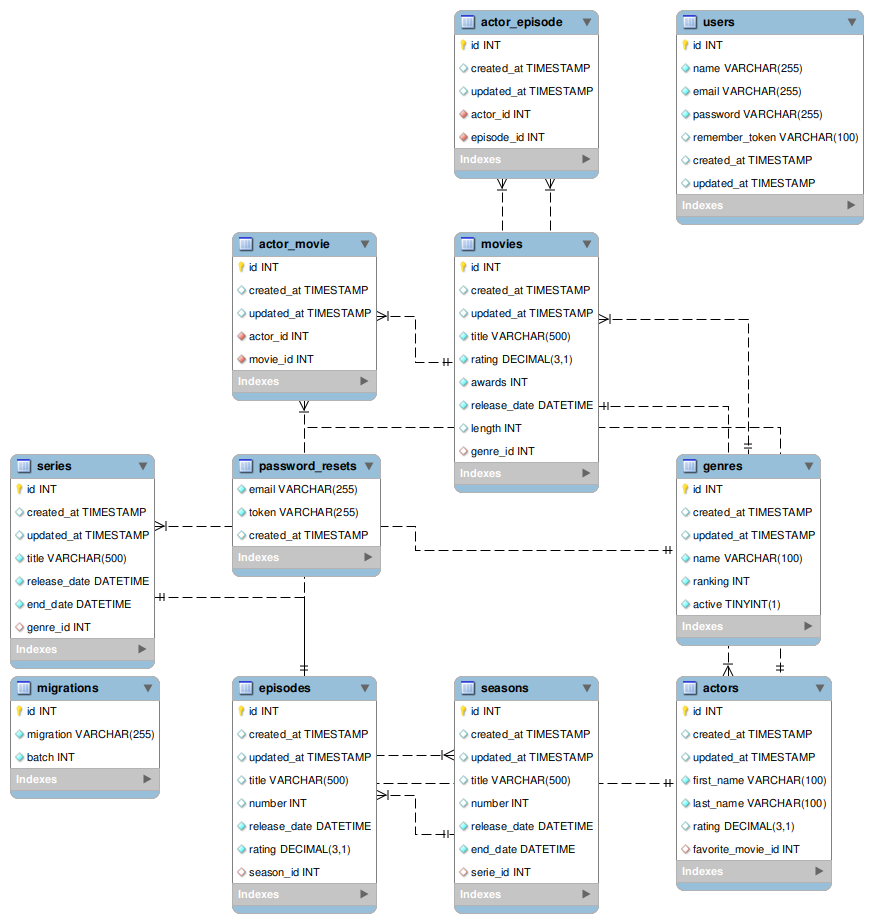 actor_episode
id INT
created_at TIMESTAMP
updated_at TIMESTAMP
actor_id INT
episode_id INT
Indexes
users
id INT
name VARCHAR(255)
email VARCHAR(255)
password VARCHAR(255)
remember_token VARCHAR(100)
created_at TIMESTAMP
updated_at TIMESTAMP
Indexes
actor_movie
id INT
created_at TIMESTAMP
updated_at TIMESTAMP
actor_id INT
movie_id INT
Indexes
movies
id INT
created_at TIMESTAMP
updated_at TIMESTAMP
title VARCHAR(500)
rating DECIMAL(3,1)
awards INT
release_date DATETIME
length INT
genre_id INT
Indexes
series
id INT
created_at TIMESTAMP
updated_at TIMESTAMP
title VARCHAR(500)
release_date DATETIME
end_date DATETIME
genre_id INT
Indexes
password_resets
email VARCHAR(255)
token VARCHAR(255)
created_at TIMESTAMP
Indexes
genres
id INT
created_at TIMESTAMP
updated_at TIMESTAMP
name VARCHAR(100)
ranking INT
active TINYINT(1)
Indexes
migrations
id INT
migration VARCHAR(255)
batch INT
Indexes
episodes
id INT
created_at TIMESTAMP
updated_at TIMESTAMP
title VARCHAR(500)
number INT
release_date DATETIME
rating DECIMAL(3,1)
season_id INT
Indexes
seasons
id INT
created_at TIMESTAMP
updated_at TIMESTAMP
title VARCHAR(500)
number INT
release_date DATETIME
end_date DATETIME
serie_id INT
Indexes
actors
id INT
created_at TIMESTAMP
updated_at TIMESTAMP
first_name VARCHAR(100)
last_name VARCHAR(100)
rating DECIMAL(3,1)
favorite_movie_id INT
Indexes